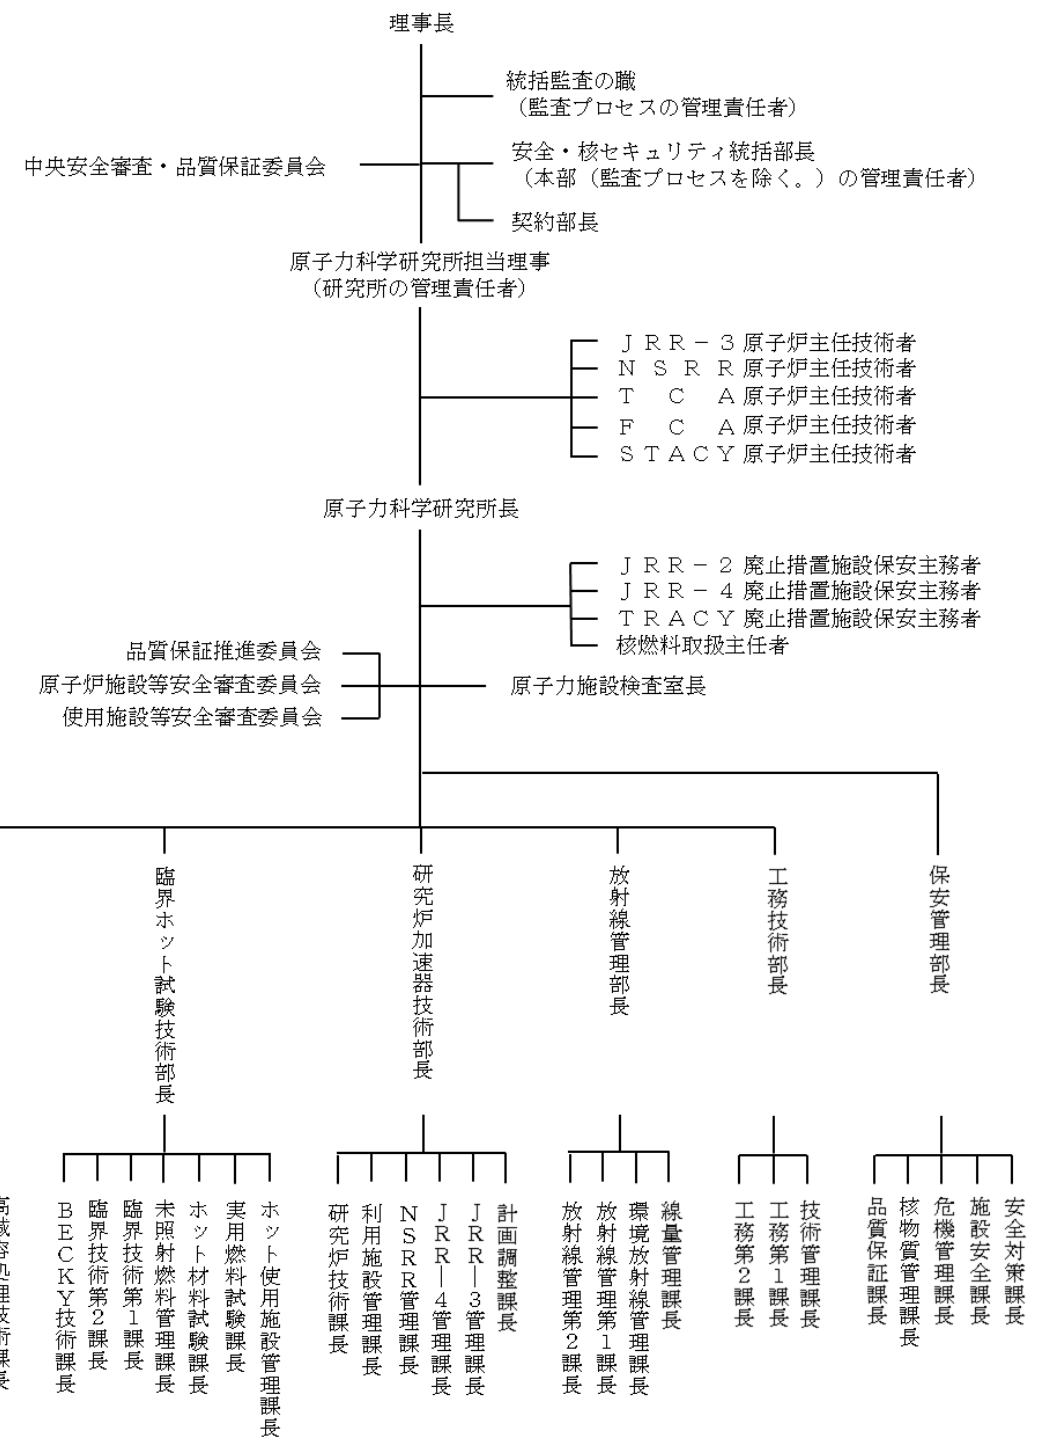 理事長
統括監査の職
（監査プロセスの管理責任者）
中央安全審査・品質保証委員会
安全・核セキュリティ統括部長
（本部（監査プロセスを除く。）の管理責任者）
契約部長
原子力科学研究所担当理事
（研究所の管理責任者）
ＪＲＲ－３原子炉主任技術者
ＮＳＲＲ原子炉主任技術者
ＴＣＡ原子炉主任技術者
ＦＣＡ原子炉主任技術者
ＳＴＡＣＹ原子炉主任技術者
原子力科学研究所長
ＪＲＲ－２廃止措置施設保安主務者
ＪＲＲ－４廃止措置施設保安主務者
ＴＲＡＣＹ廃止措置施設保安主務者
核燃料取扱主任者
品質保証推進委員会
原子炉施設等安全審査委員会
使用施設等安全審査委員会
原子力施設検査室長
臨界ホット試験技術部長
研究炉加速器技術部長
放射線管理部長
工務技術部長
保安管理部長
高減容処理技術課長
ＢＥＣＫＹ技術課長
臨界技術第２課長
臨界技術第１課長
未照射燃料管理課長
ホット材料試験課長
実用燃料試験課長
ホット使用施設管理課長
研究炉技術課長
利用施設管理課長
ＮＳＲＲ管理課長
ＪＲＲ―４管理課長
ＪＲＲ―３管理課長
計画調整課長
放射線管理第２課長
放射線管理第１課長
環境放射線管理課長
線量管理課長
工務第２課長
工務第１課長
技術管理課長
品質保証課長
核物質管理課長
危機管理課長
施設安全課長
安全対策課長